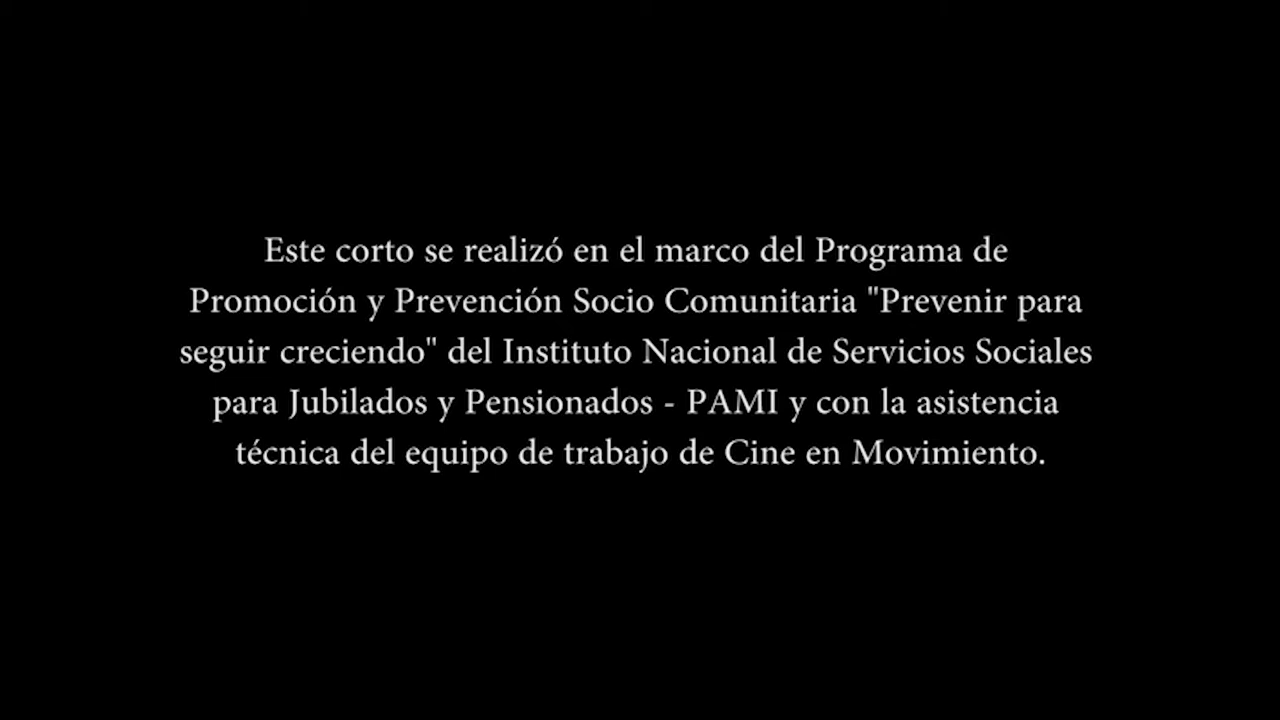 Este corto se realizó en el marco del Programa de
Promoción y Prevención Socio Comunitaria "Prevenir para
seguir creciendo" del Instituto Nacional de Servicios Sociales
para Jubilados y Pensionados - PAMI y con la asistencia
técnica del equipo de trabajo de Cine en Movimiento.